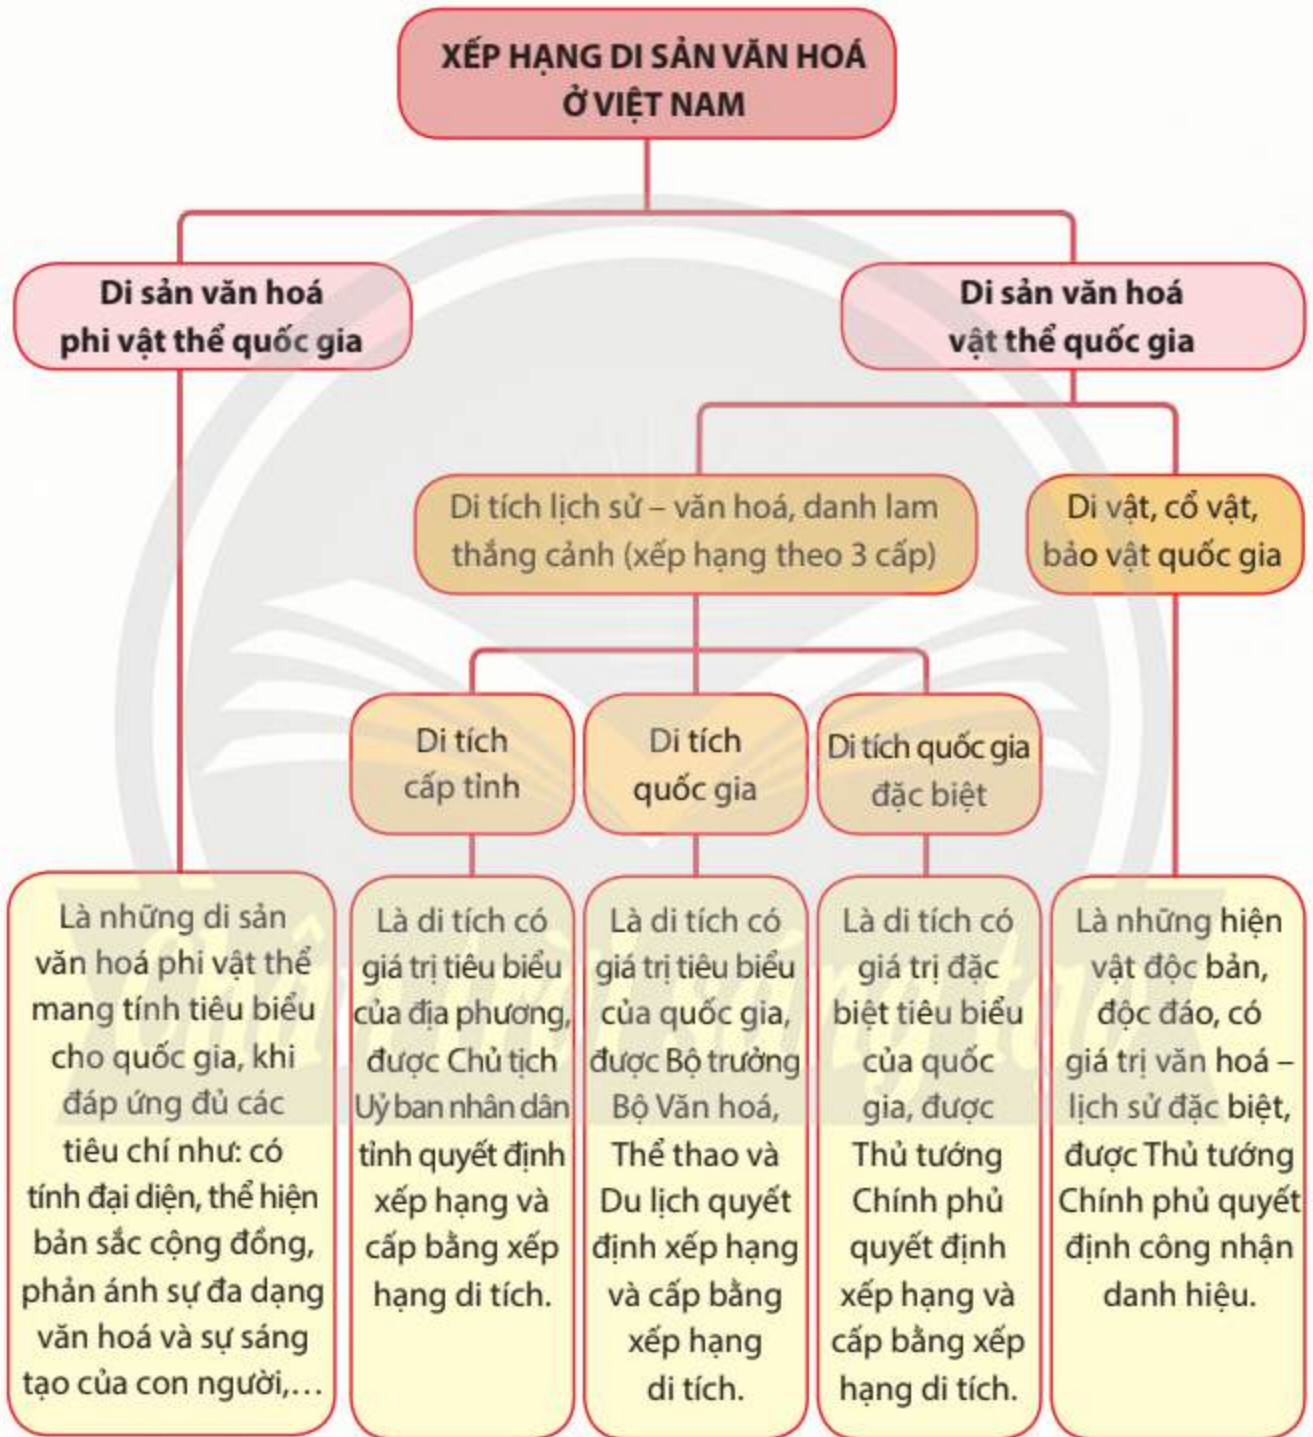 XẾP HẠNG DI SẢN VĂN HOÁ
Ở VIỆT NAM
Di sản văn hoá
phi vật thể quốc gia
Di sản văn hoá
vật thể quốc gia
Di tích lịch sử – văn hoá, danh lam
thắng cảnh (xếp hạng theo 3 cấp)
Di vật, cổ vật,
bảo vật quốc gia
Di tích
cấp tỉnh
Di tích
quốc gia
Di tích quốc gia
đặc biệt
Là những di sản
văn hoá phi vật thể
mang tính tiêu biểu
cho quốc gia, khi
đáp ứng đủ các
tiêu chí như: có
tính đại diện, thể hiện
bản sắc cộng đồng,
phản ánh sự đa dạng
văn hoá và sự sáng
tạo của con người,...
Là di tích có
giá trị tiêu biểu
của địa phương,
được Chủ tịch
Uỷ ban nhân dân
tỉnh quyết định
xếp hạng và
cấp bằng xếp
hạng di tích.
Là di tích có
giá trị tiêu biểu
của quốc gia,
được Bộ trưởng
Bộ Văn hoá,
Thể thao và
Du lịch quyết
định xếp hạng
và cấp bằng
xếp hạng
di tích.
Là di tích có
giá trị đặc
biệt tiêu biểu
của quốc
gia, được
Thủ tướng
Chính phủ
quyết định
xếp hạng và
cấp bằng xếp
hạng di tích.
Là những hiện
vật độc bản,
độc đáo, có
giá trị văn hoá –
lịch sử đặc biệt,
được Thủ tướng
Chính phủ quyết
định công nhận
danh hiệu.